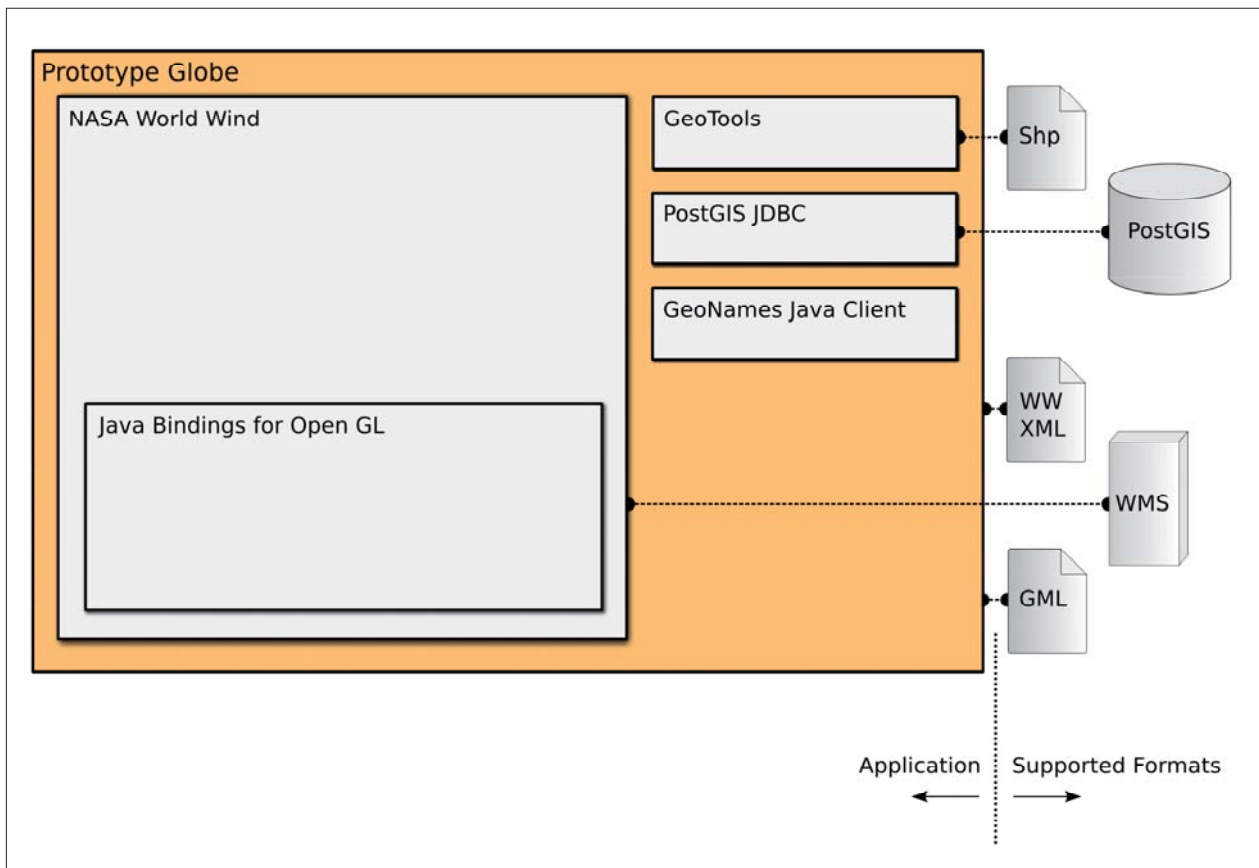 Prototype Globe
NASA World Wind
GeoTools
Shp
PostGIS JDBC
PostGIS
GeoNames Java Client
WW
XML
Java Bindings for Open GL
WMS
GML
Application
Supported Formats